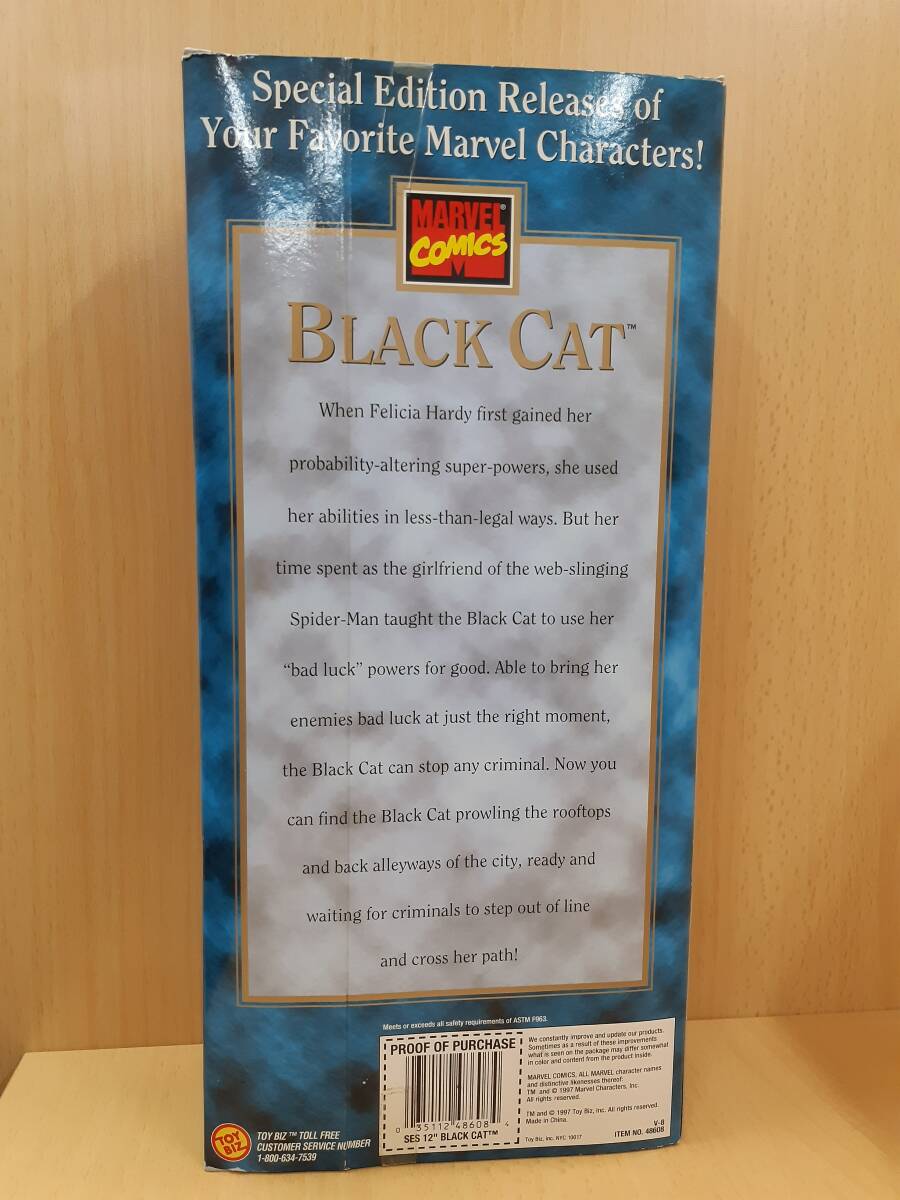 Special Edition Releases of
Your Favorite Marvel Characters!
MARVEL®
COMICS
BLACK CAT™
When Felicia Hardy first gained her
probability-altering super-powers, she used
her abilities in less-than-legal ways. But her
time spent as the girlfriend of the web-slinging
Spider-Man taught the Black Cat to use her
“bad luck” powers for good. Able to bring her
enemies bad luck at just the right moment,
the Black Cat can stop any criminal. Now you
can find the Black Cat prowling the rooftops
and back alleyways of the city, ready and
waiting for criminals to step out of line
and cross her path!
Meets or exceeds all safety requirements of ASTM F963.
PROOF OF PURCHASE
0 35112 48608 4
SES 12" BLACK CAT™
We constantly improve and update our products.
Sometimes as a result of these improvements
what is seen on the package may differ somewhat
in color and content from the product inside.
MARVEL COMICS, ALL MARVEL character names
and distinctive likenesses thereof:
TM and © 1997 Marvel Characters, Inc.
All rights reserved.
TM and © 1997 Toy Biz, Inc. All rights reserved.
Made in China.
Toy Biz, Inc. NYC 10017
V-8
ITEM NO. 48608
TOY
BIZ
TOY BIZ™ TOLL FREE
CUSTOMER SERVICE NUMBER
1-800-634-7539